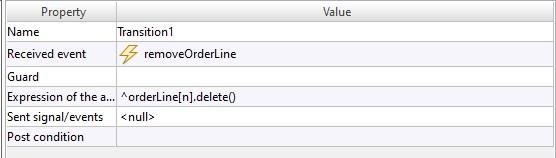 Property Value
Name Transition1
Received event removeOrderLine
Guard
Expression of the a... ^orderLine[n].delete()
Sent signal/events <null>
Post condition